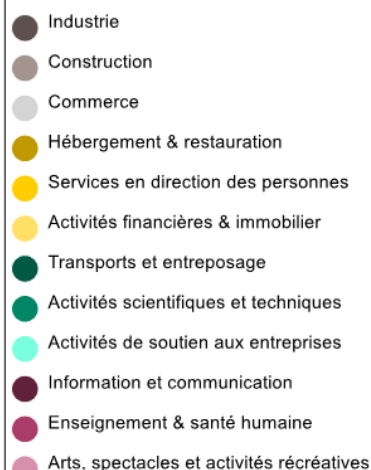 Industrie
Construction
Commerce
Hébergement & restauration
Services en direction des personnes
Activités financières & immobilier
Transports et entreposage
Activités scientifiques et techniques
Activités de soutien aux entreprises
Information et communication
Enseignement & santé humaine
Arts, spectacles et activités récréatives